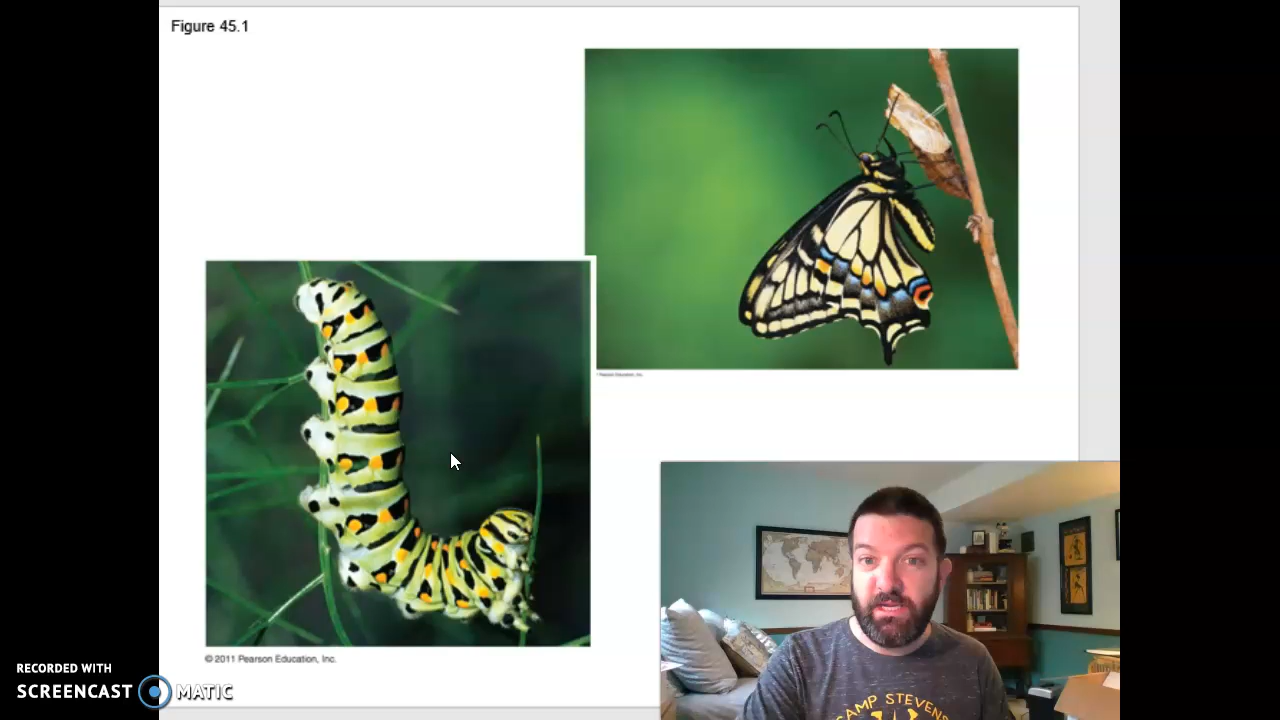 Figure 45.1
© 2011 Pearson Education, Inc.
CAMP STEVENS
RECORDED WITH
SCREENCAST MATIC